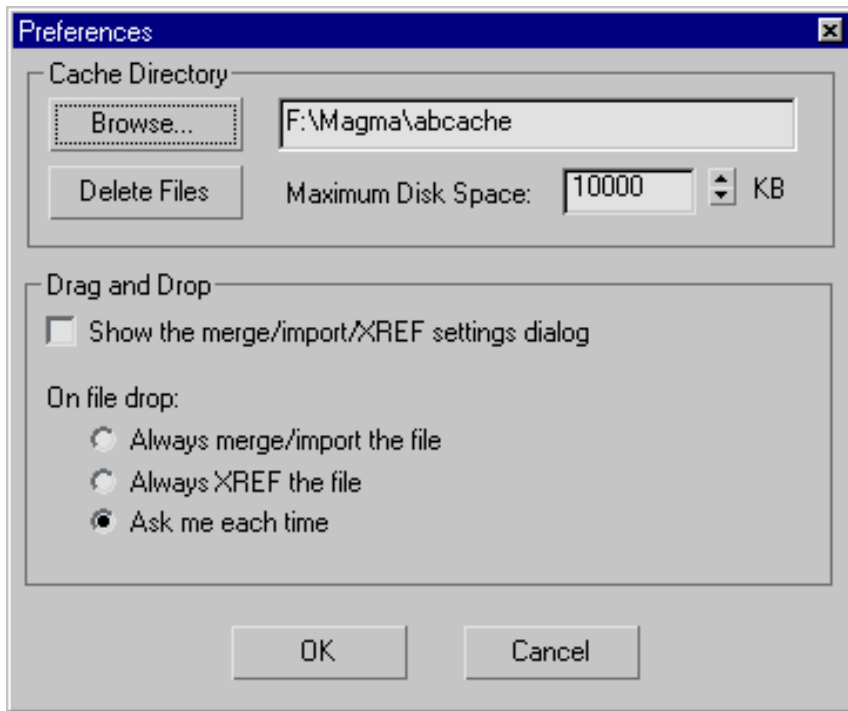 Preferences
Cache Directory
Browse...
F:\Magma\abcache
Delete Files
Maximum Disk Space:
10000
KB
Drag and Drop
Show the merge/import/XREF settings dialog
On file drop:
Always merge/import the file
Always XREF the file
Ask me each time
OK
Cancel